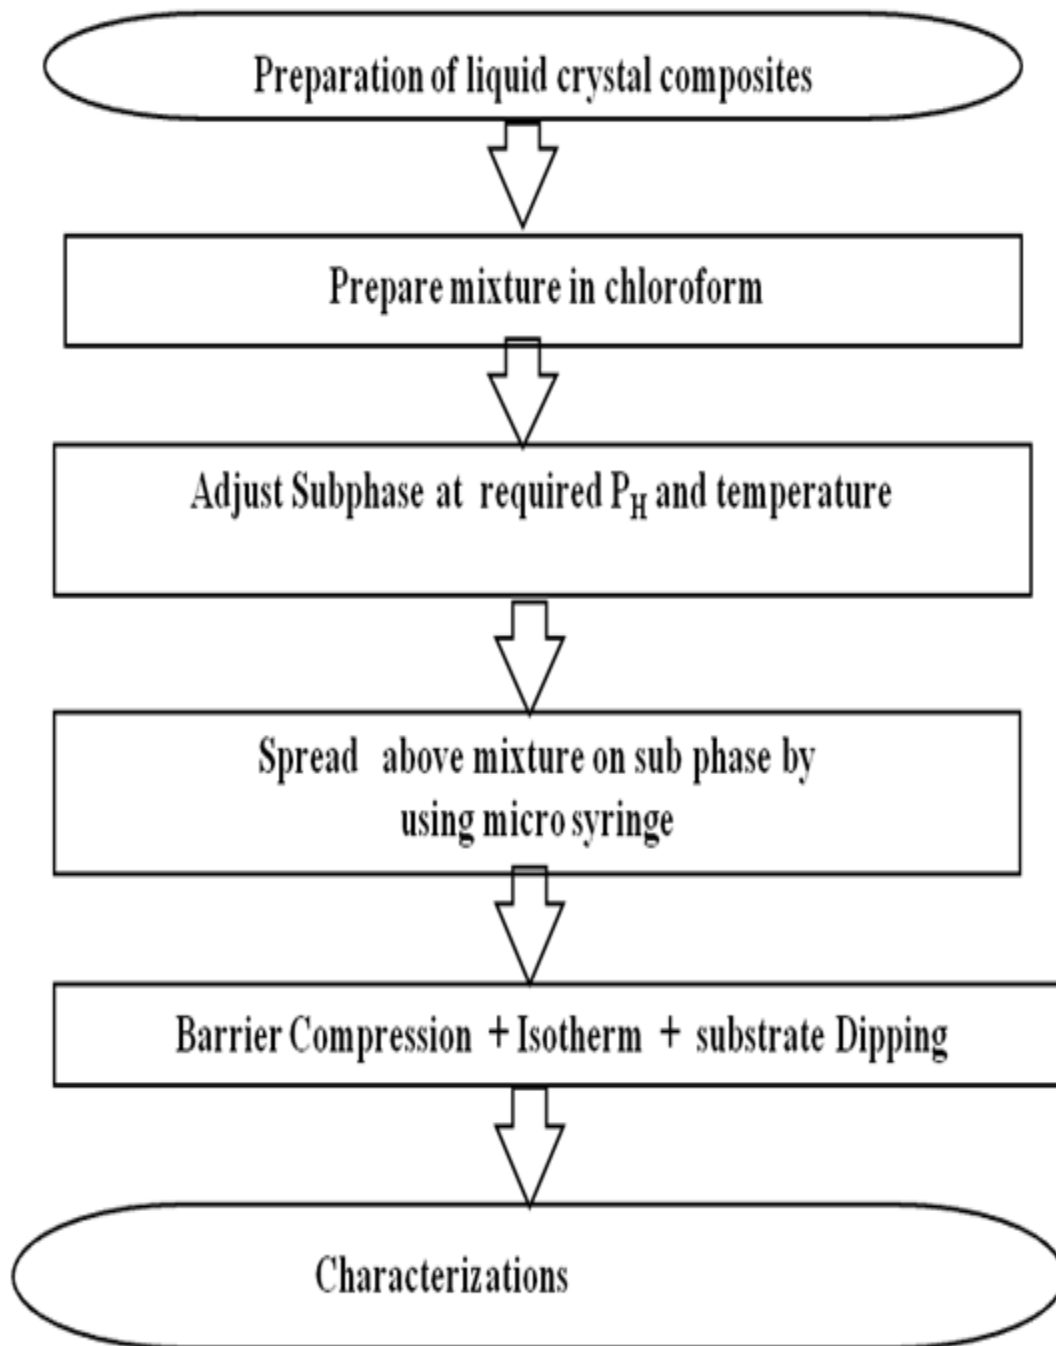 Preparation of liquid crystal composites
Prepare mixture in chloroform
Adjust Subphase at required P_H and temperature
Spread above mixture on sub phase by
using micro syringe
Barrier Compression + Isotherm + substrate Dipping
Characterizations